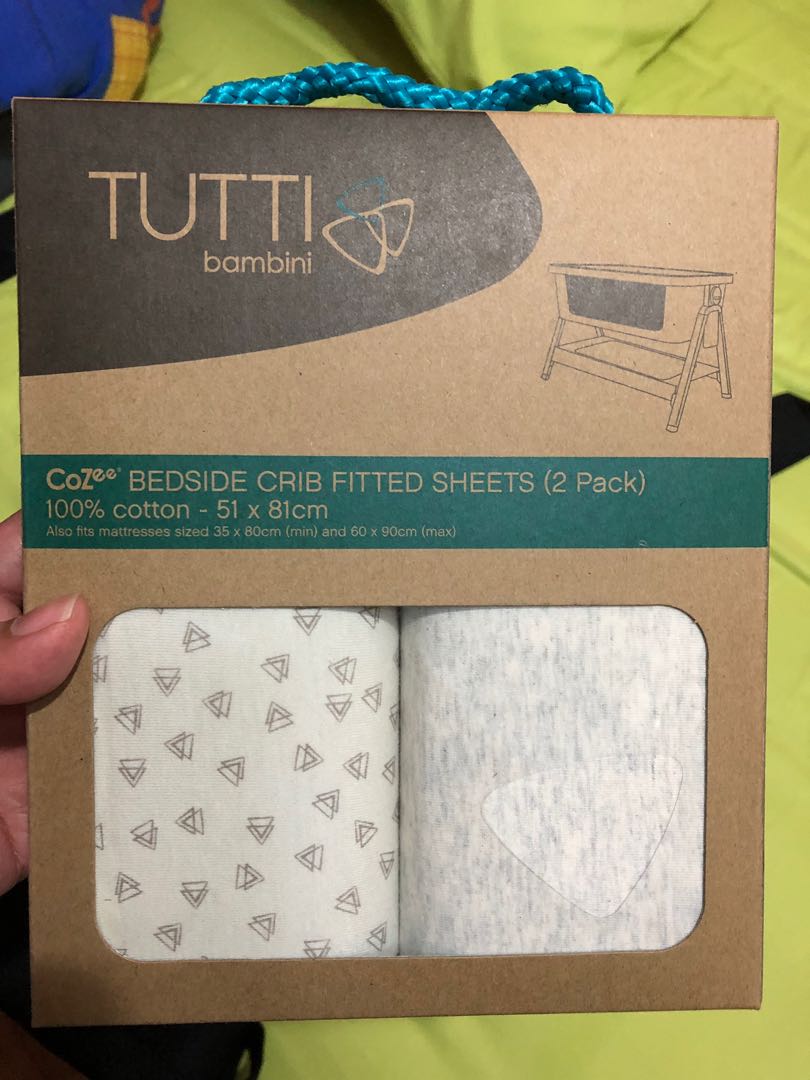 TUTTI
bambini
CoZee® BEDSIDE CRIB FITTED SHEETS (2 Pack)
100% cotton - 51 x 81cm
Also fits mattresses sized 35 x 80cm (min) and 60 x 90cm (max)